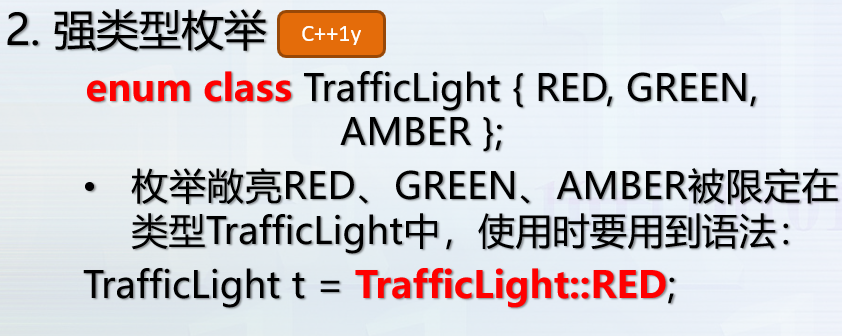 2. 强类型枚举 C++1y
enum class TrafficLight { RED, GREEN,
AMBER };
• 枚举敞亮RED、GREEN、AMBER被限定在
类型TrafficLight中，使用时要用到语法：
TrafficLight t = TrafficLight::RED;